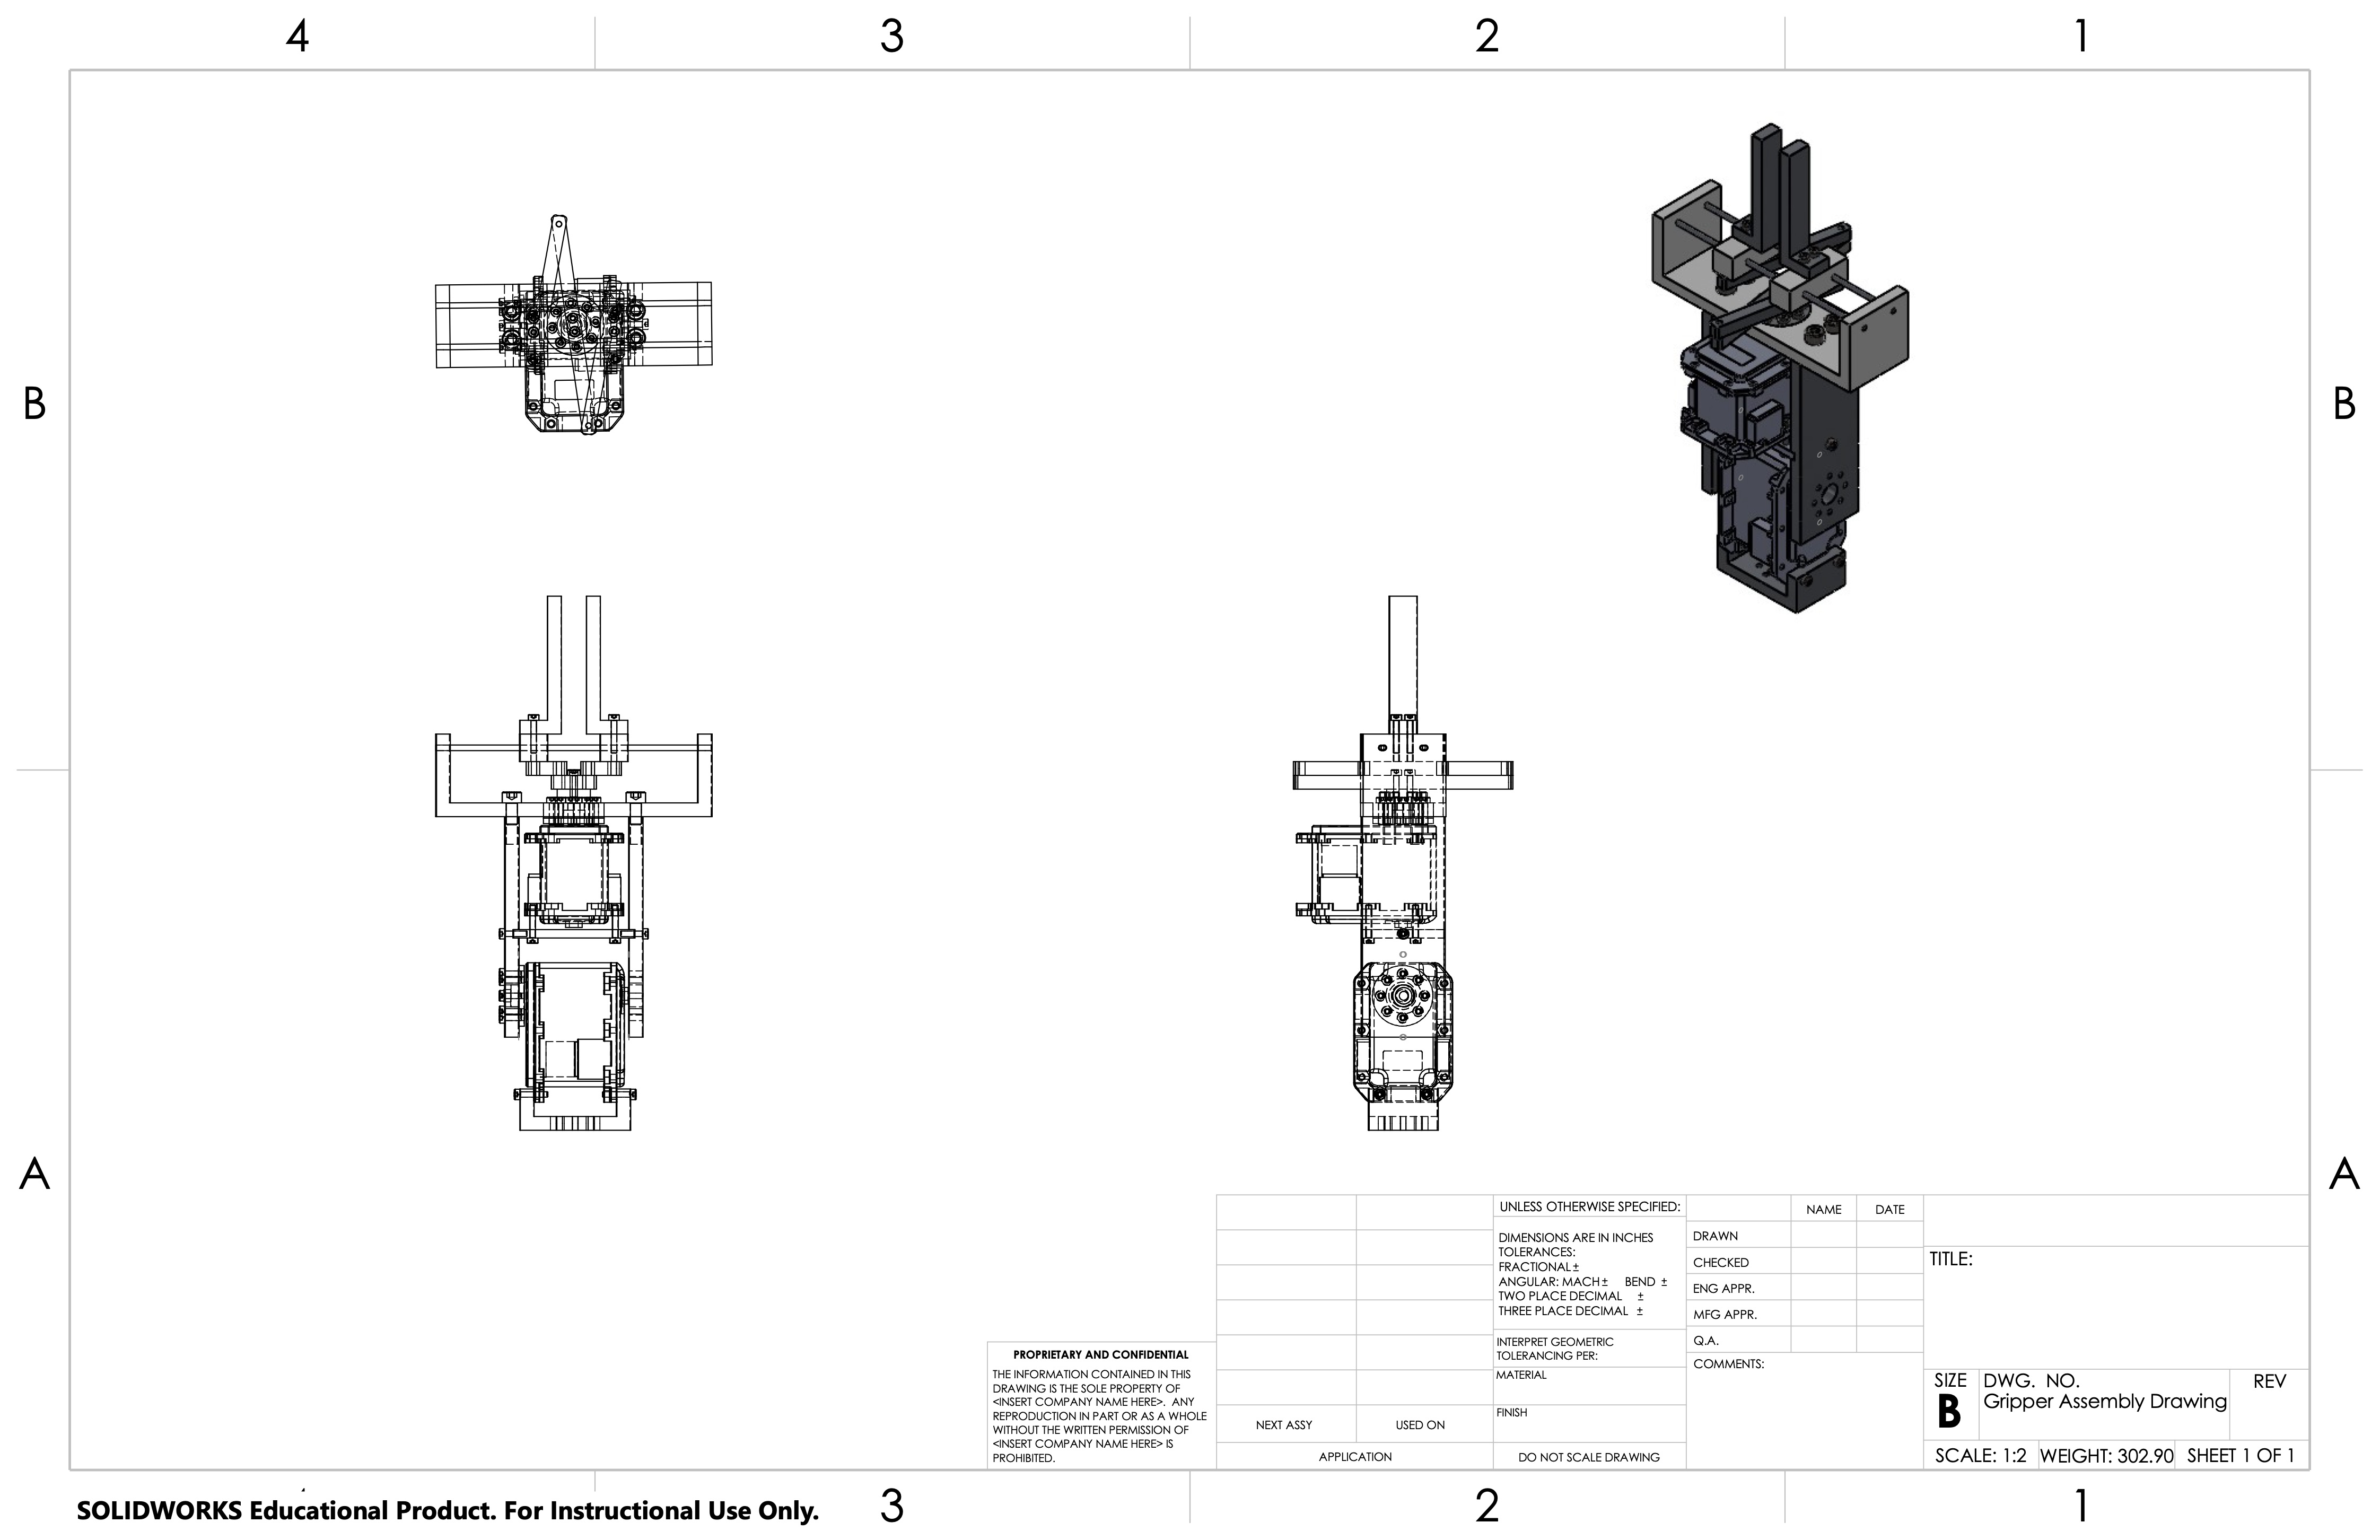 4 3 2 1
B B
A A
UNLESS OTHERWISE SPECIFIED:
DIMENSIONS ARE IN INCHES
TOLERANCES:
FRACTIONAL ±
ANGULAR: MACH ± BEND ±
TWO PLACE DECIMAL ±
THREE PLACE DECIMAL ±
INTERPRET GEOMETRIC
TOLERANCING PER:
MATERIAL
FINISH
DO NOT SCALE DRAWING
NAME DATE
DRAWN
CHECKED
ENG APPR.
MFG APPR.
Q.A.
COMMENTS:
TITLE:
SIZE
B
DWG. NO.
Gripper Assembly Drawing
REV
SCALE: 1:2 WEIGHT: 302.90 SHEET 1 OF 1
PROPRIETARY AND CONFIDENTIAL
THE INFORMATION CONTAINED IN THIS
DRAWING IS THE SOLE PROPERTY OF
<INSERT COMPANY NAME HERE>. ANY
REPRODUCTION IN PART OR AS A WHOLE
WITHOUT THE WRITTEN PERMISSION OF
<INSERT COMPANY NAME HERE> IS
PROHIBITED.
NEXT ASSY USED ON
APPLICATION
SOLIDWORKS Educational Product. For Instructional Use Only.
3 2 1